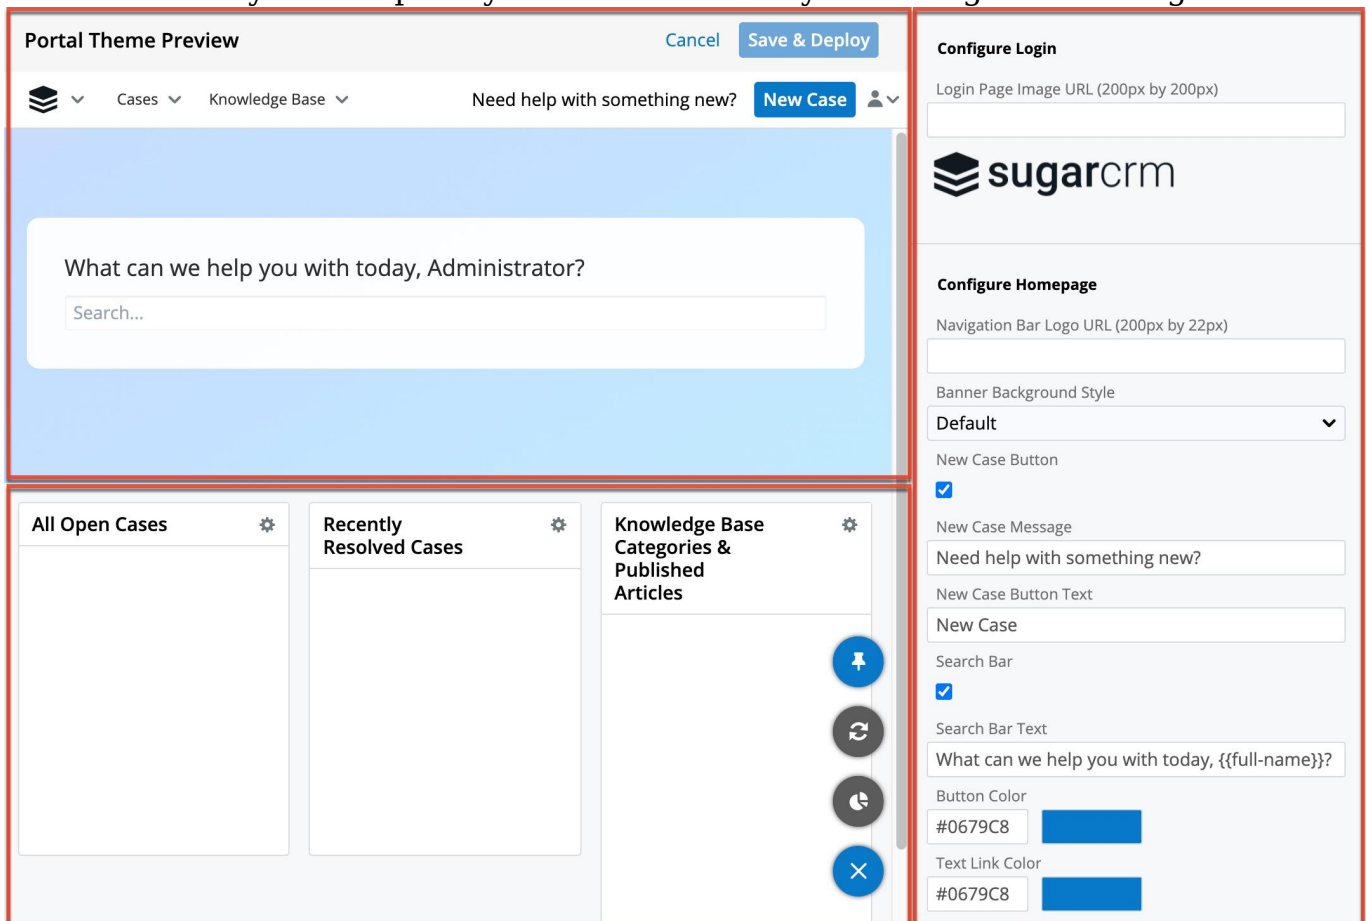 Portal Theme Preview
Cancel
Save & Deploy
Cases
Knowledge Base
Need help with something new?
New Case
What can we help you with today, Administrator?
Search...
All Open Cases
Recently
Resolved Cases
Knowledge Base
Categories &
Published
Articles
Configure Login
Login Page Image URL (200px by 200px)
sugarcrm
Configure Homepage
Navigation Bar Logo URL (200px by 22px)
Banner Background Style
Default
New Case Button
New Case Message
Need help with something new?
New Case Button Text
New Case
Search Bar
Search Bar Text
What can we help you with today, {{full-name}}?
Button Color
#0679C8
Text Link Color
#0679C8